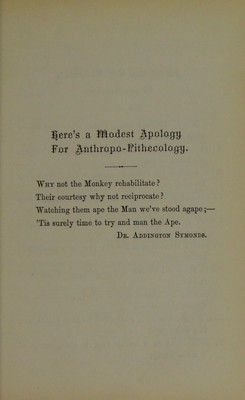 Here's a Modest Apology
For Anthropo-Pithecology.
Why not the Monkey rehabilitate?
Their courtesy why not reciprocate?
Watching them ape the Man we've stood agape;—
'Tis surely time to try and man the Ape.
Dr. Addington Symonds.